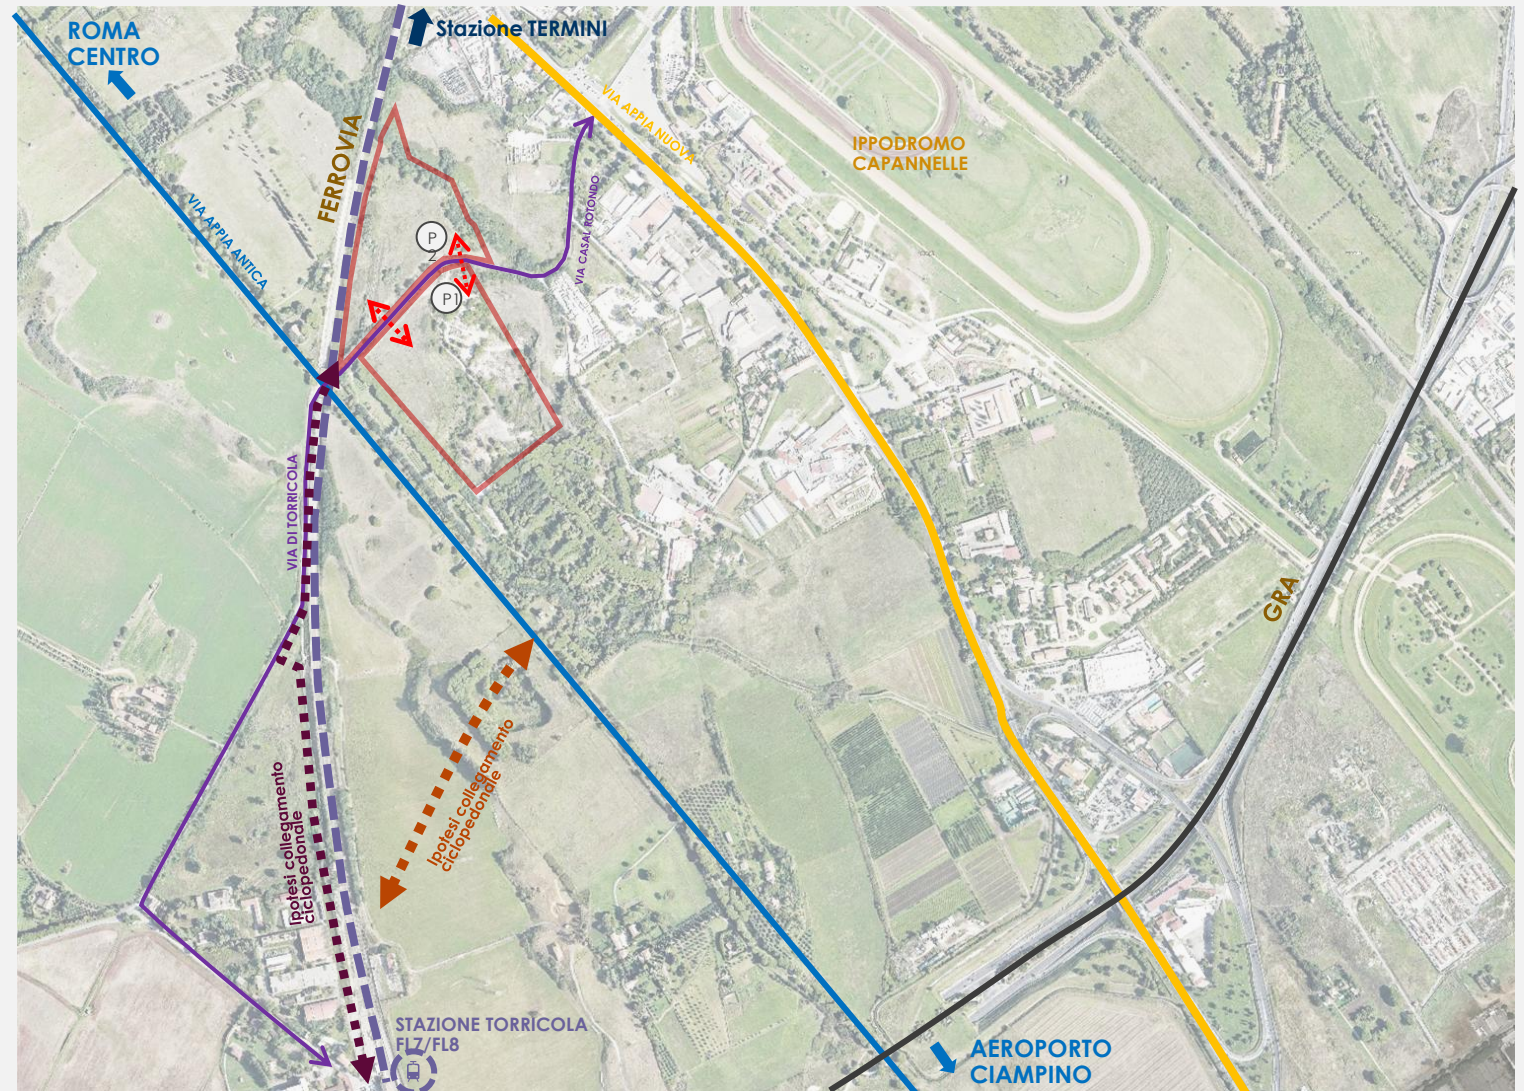 ROMA
CENTRO
Stazione TERMINI
FERROVIA
VIA APPIA NUOVA
IPPODROMO
CAPANNELLE
VIA APPIA ANTICA
VIA CASAL ROTONDO
P
2
P1
VIA DI TORRICOLA
GRA
Ipotesi collegamento
ciclopedonale
Ipotesi collegamento
ciclopedonale
STAZIONE TORRICOLA
FL7/FL8
AEROPORTO
CIAMPINO